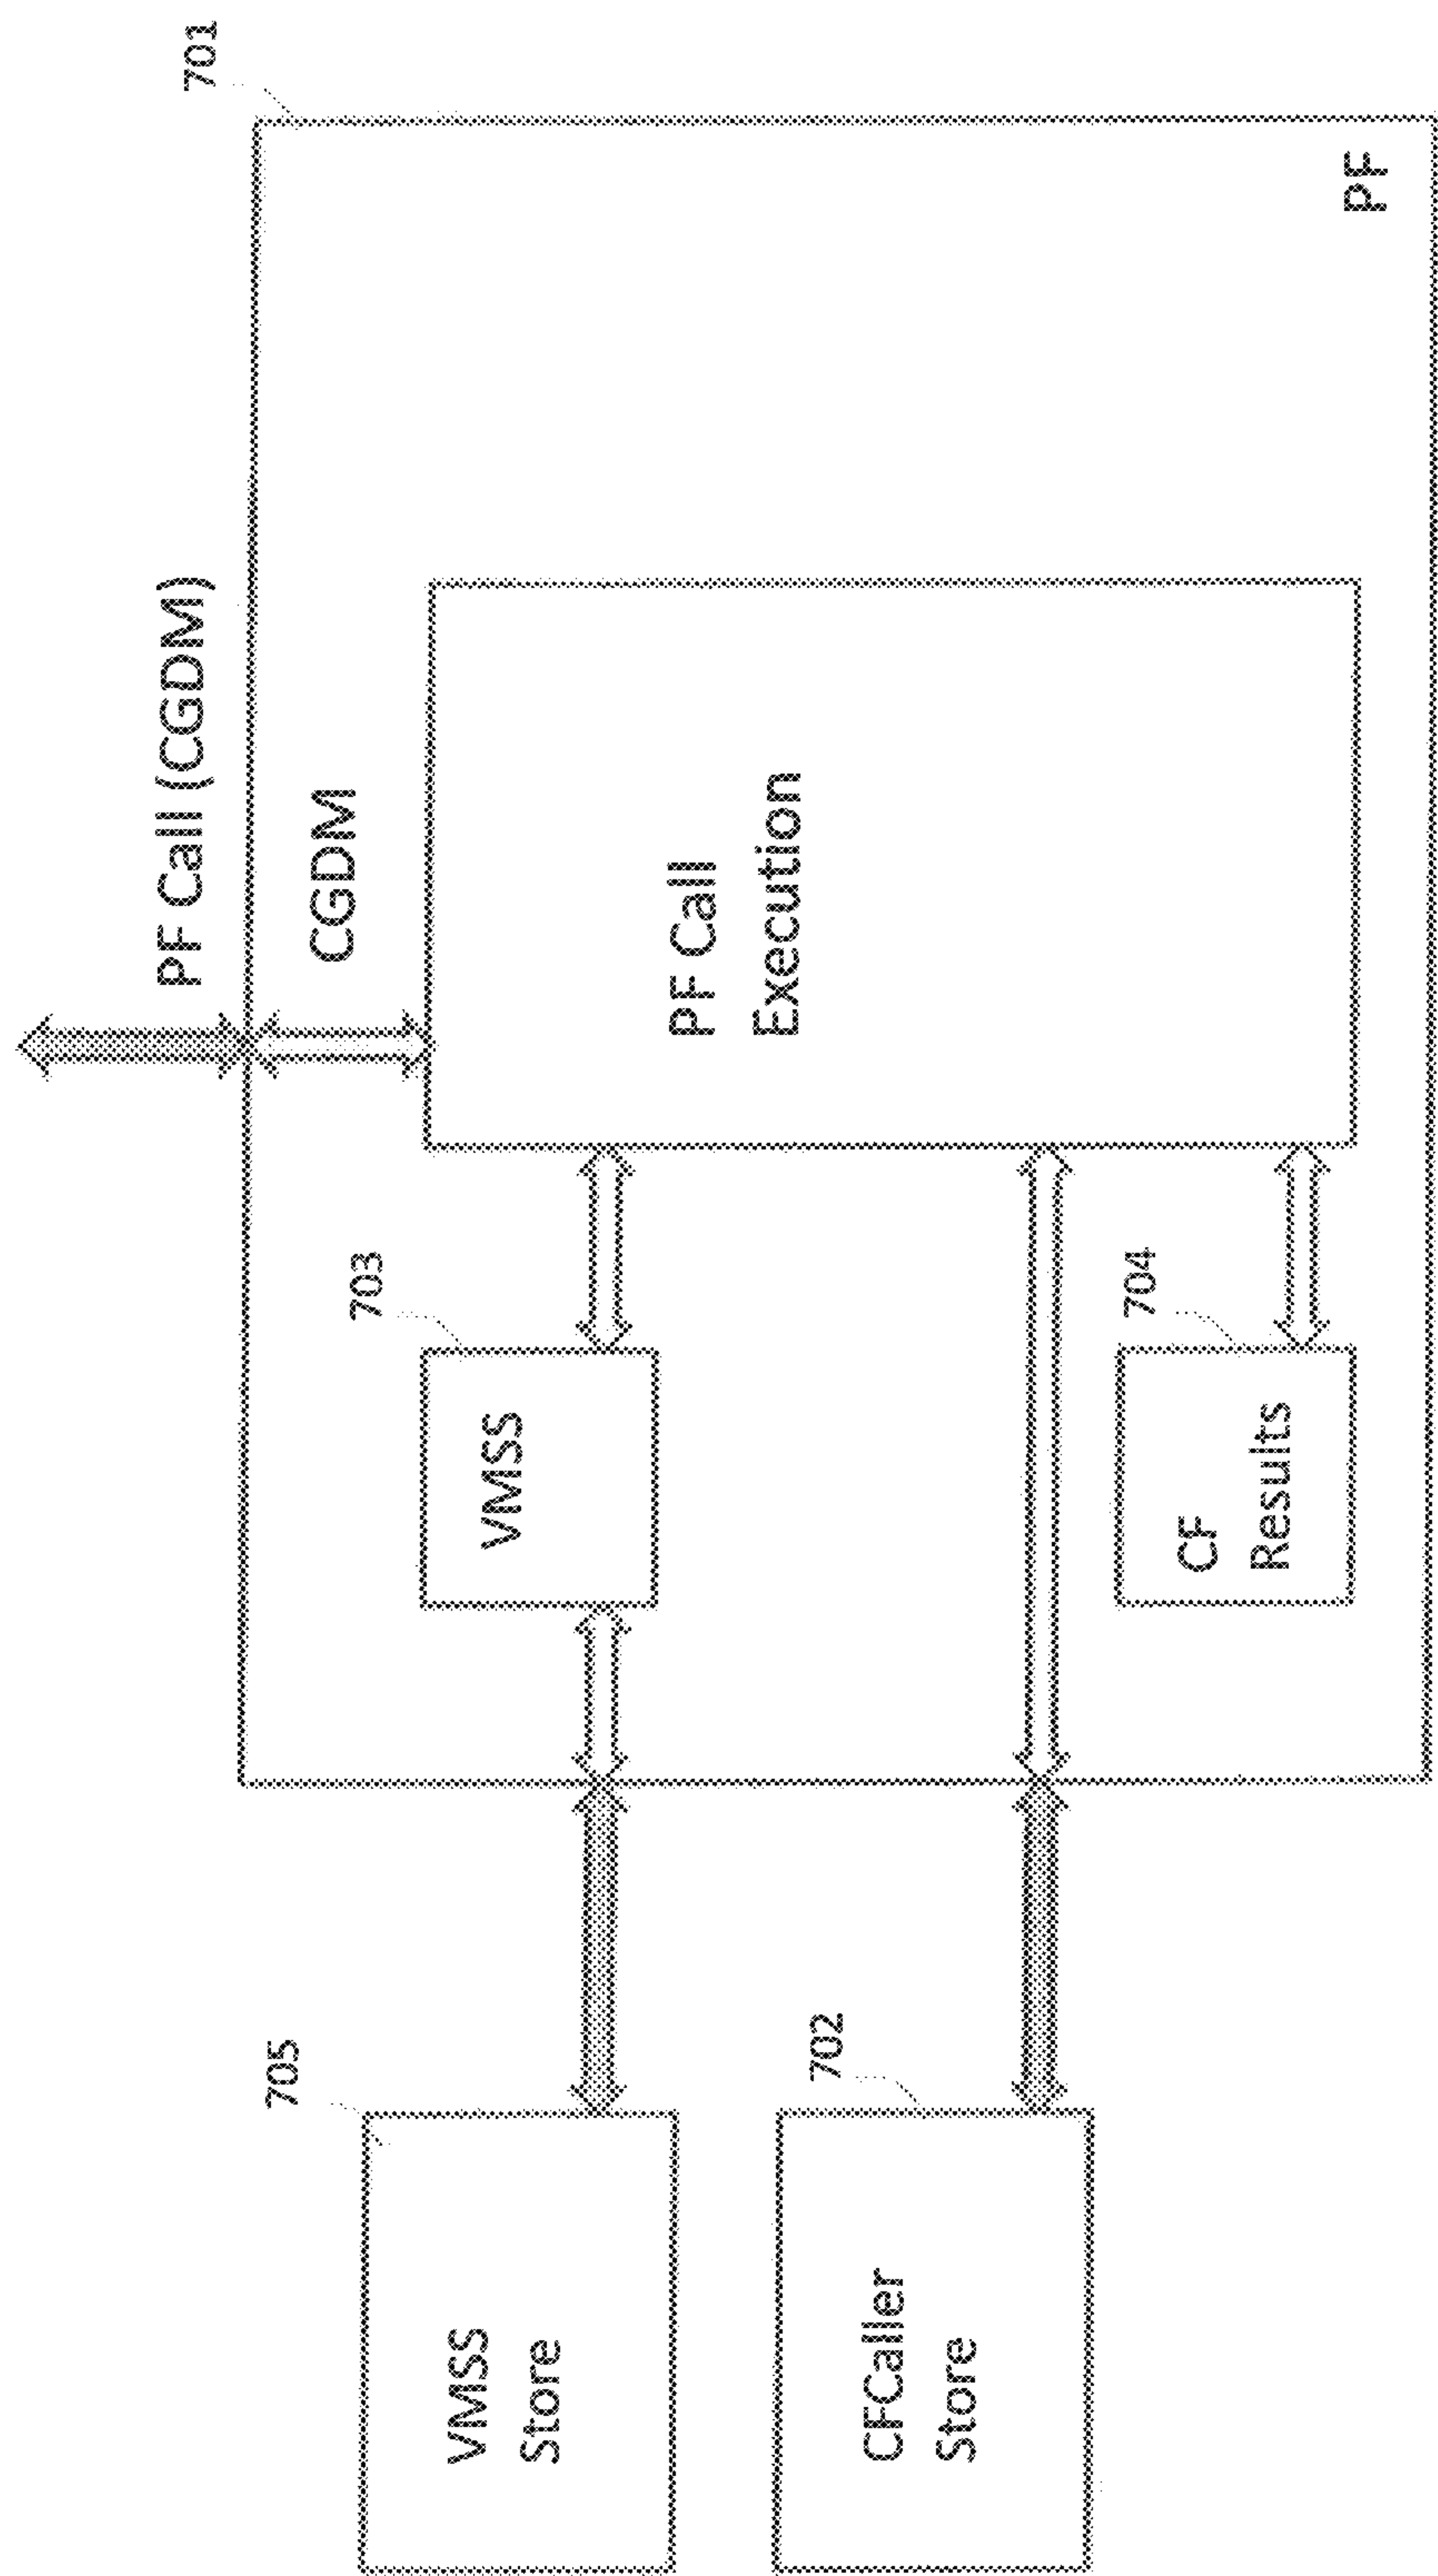 701
PF Call (CGDM)
CGDM
PF Call
Execution
703
VMSS
704
CF
Results
PF
705
VMSS
Store
702
CFCaller
Store